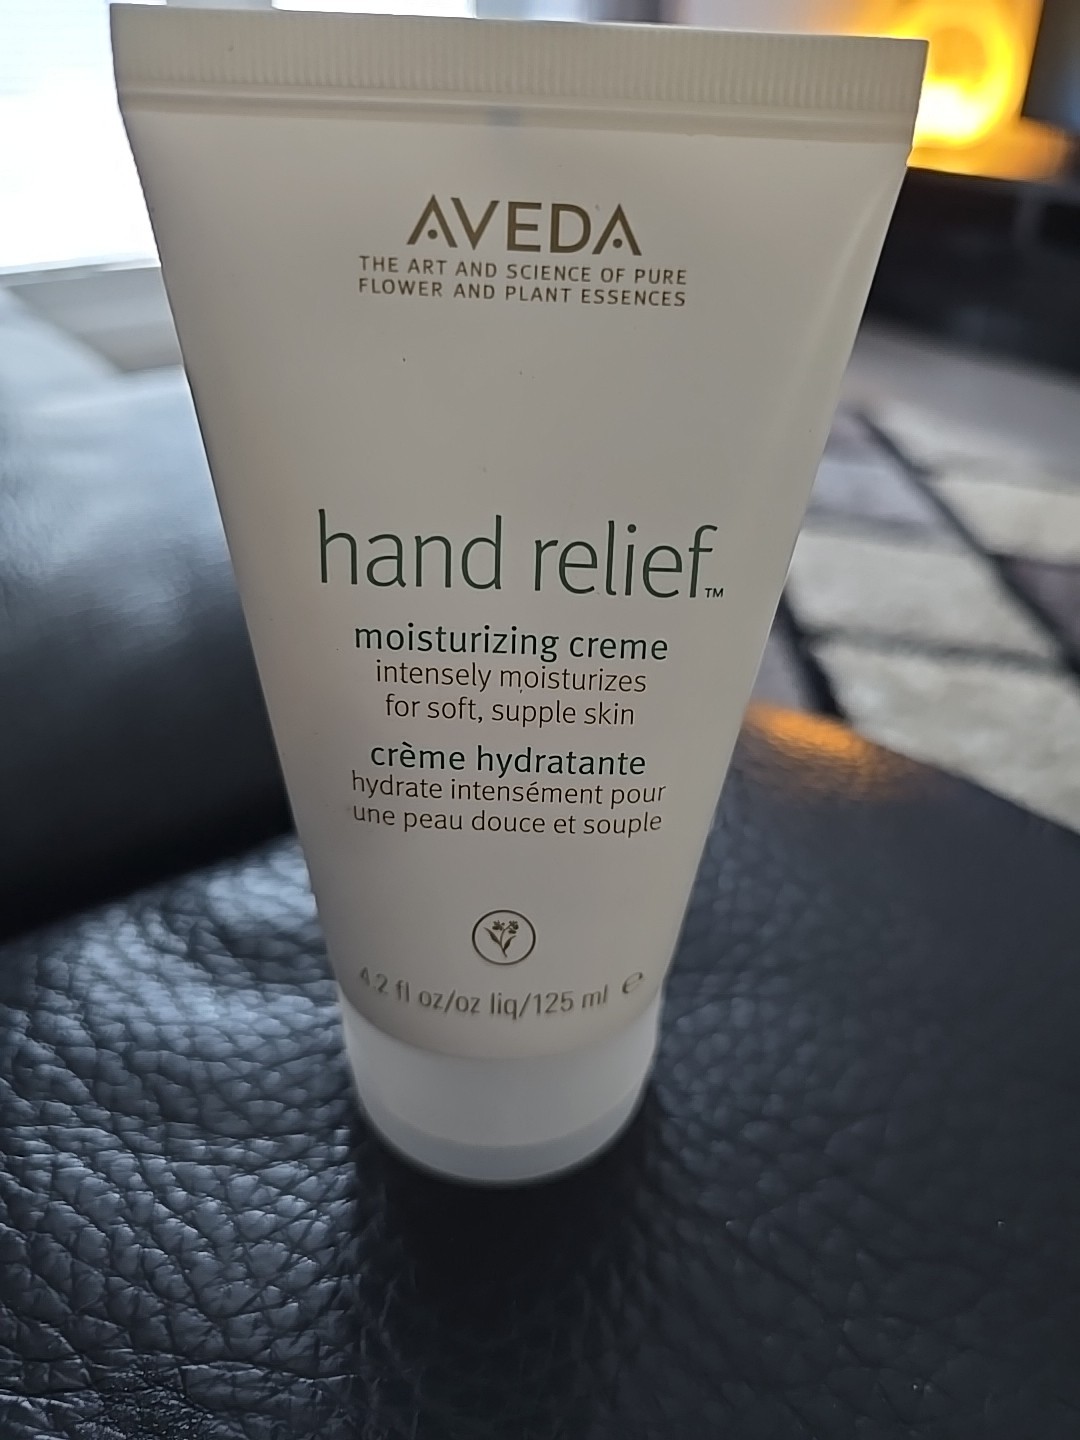 AVEDA
THE ART AND SCIENCE OF PURE
FLOWER AND PLANT ESSENCES
hand relief™
moisturizing creme
intensely moisturizes
for soft, supple skin
crème hydratante
hydrate intensément pour
une peau douce et souple
4.2 fl oz/oz liq/125 ml ℮